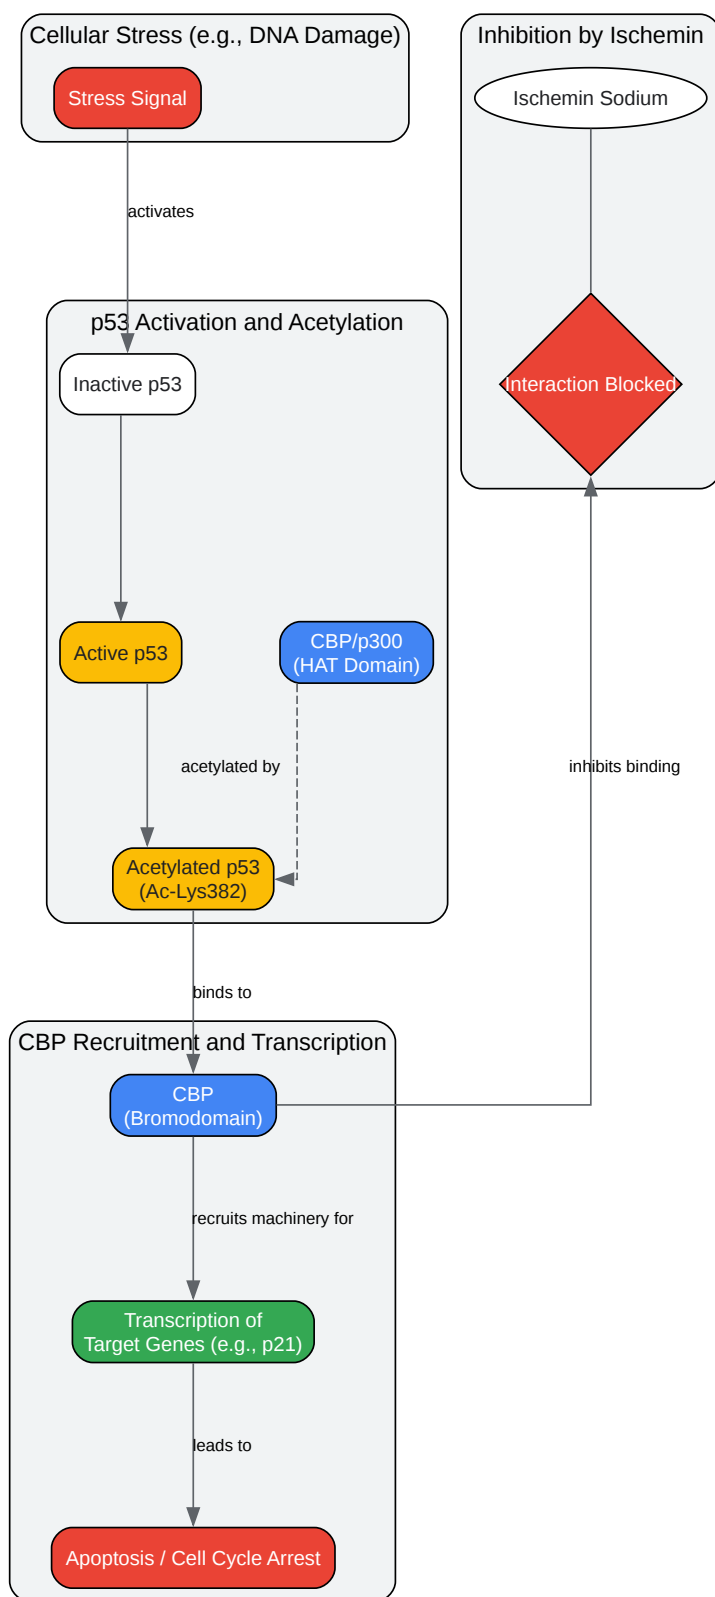 Cellular Stress (e.g., DNA Damage)
Stress Signal
activates
p53 Activation and Acetylation
Inactive p53
Active p53
CBP/p300
(HAT Domain)
acetylated by
Acetylated p53
(Ac-Lys382)
binds to
CBP Recruitment and Transcription
CBP
(Bromodomain)
recruits machinery for
Transcription of
Target Genes (e.g., p21)
leads to
Apoptosis / Cell Cycle Arrest
Inhibition by Ischemin
Ischemin Sodium
Interaction Blocked
inhibits binding